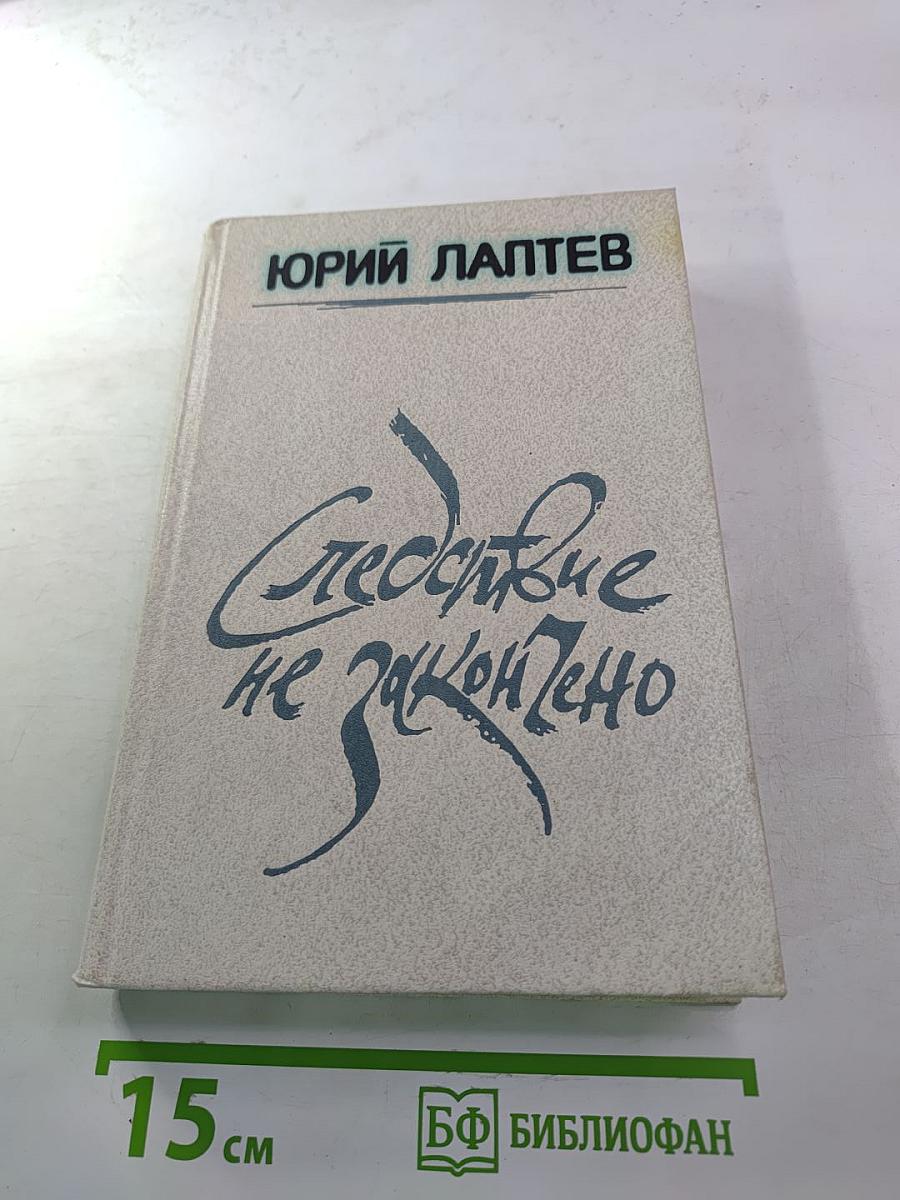 ЮРИЙ ЛАПТЕВ
Следствие
не закончено
15 см
БФ БИБЛИОФАН